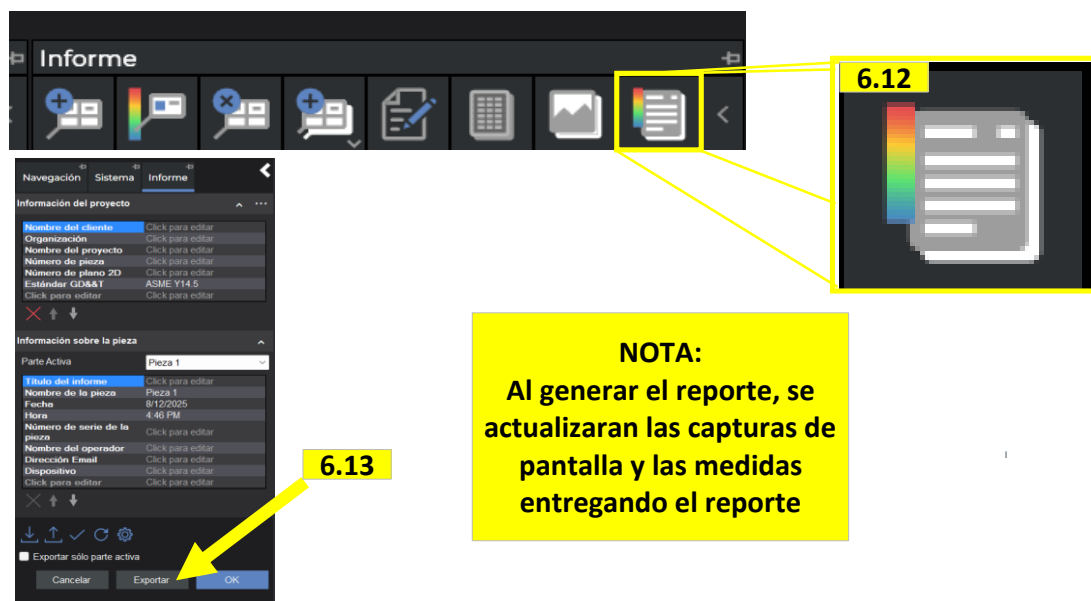 Informe
6.12
Navegación Sistema Informe
Información del proyecto
Nombre del cliente Click para editar
Organización Click para editar
Nombre del proyecto Click para editar
Número de pieza Click para editar
Número de plano 2D Click para editar
Estándar GD&&T ASME Y14.5
Click para editar Click para editar
Información sobre la pieza
Parte Activa Pieza 1
Título del informe Click para editar
Nombre de la pieza Pieza 1
Fecha 8/12/2025
Hora 4:46 PM
Número de serie de la
pieza Click para editar
Nombre del operador Click para editar
Dirección Email Click para editar
Dispositivo Click para editar
Click para editar Click para editar
Exportar sólo parte activa
Cancelar Exportar OK
6.13
NOTA:
Al generar el reporte, se
actualizaran las capturas de
pantalla y las medidas
entregando el reporte